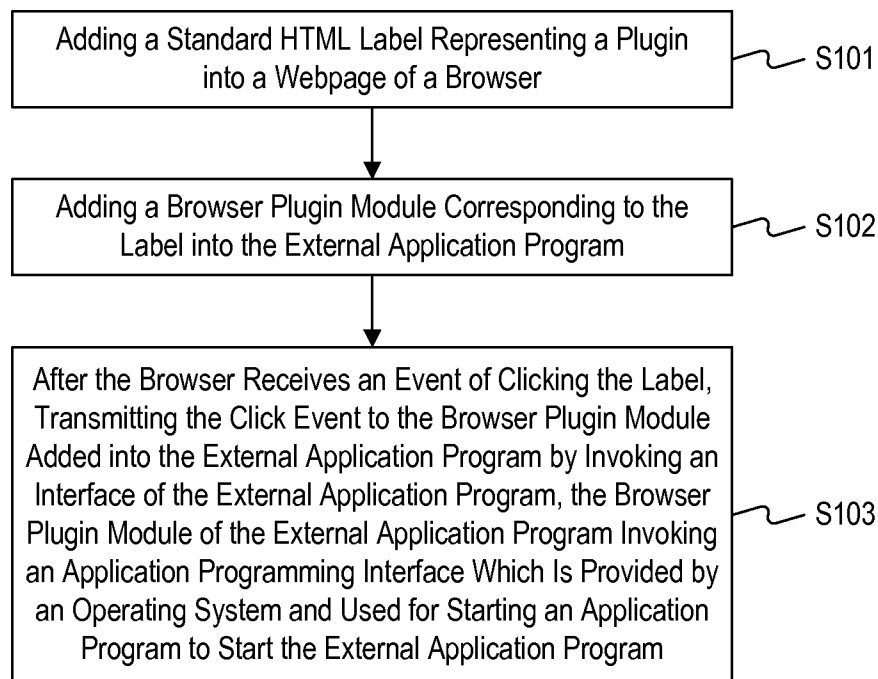 Adding a Standard HTML Label Representing a Plugin
into a Webpage of a Browser
S101
Adding a Browser Plugin Module Corresponding to the
Label into the External Application Program
S102
After the Browser Receives an Event of Clicking the Label,
Transmitting the Click Event to the Browser Plugin Module
Added into the External Application Program by Invoking an
Interface of the External Application Program, the Browser
Plugin Module of the External Application Program Invoking
an Application Programming Interface Which Is Provided by
an Operating System and Used for Starting an Application
Program to Start the External Application Program
S103